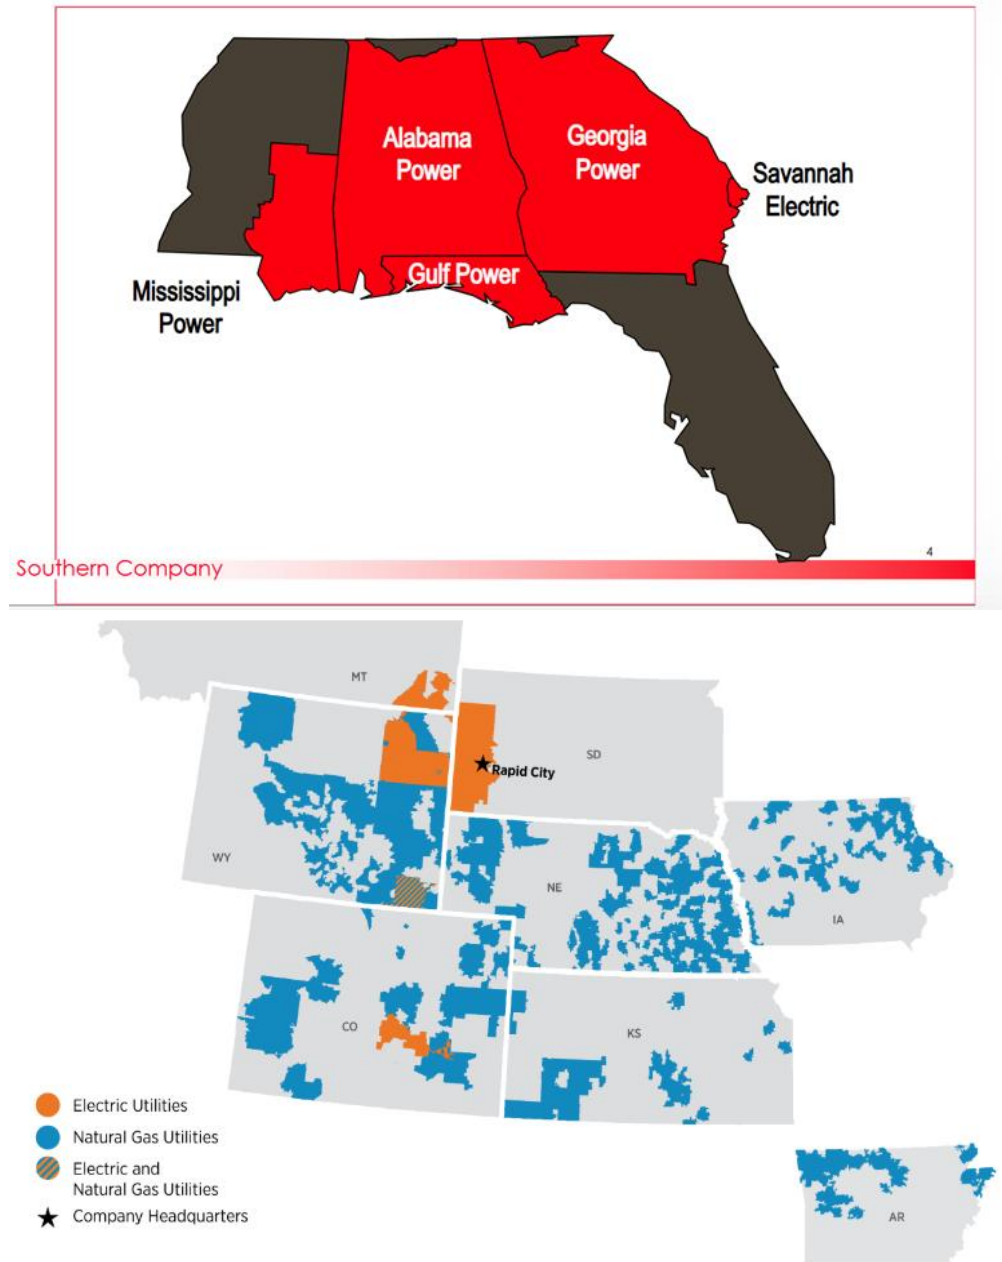 Alabama
Power
Georgia
Power
Savannah
Electric
Gulf Power
Mississippi
Power
4
Southern Company
MT
SD
Rapid City
WY
NE
IA
CO
KS
Electric Utilities
Natural Gas Utilities
Electric and
Natural Gas Utilities
Company Headquarters
AR